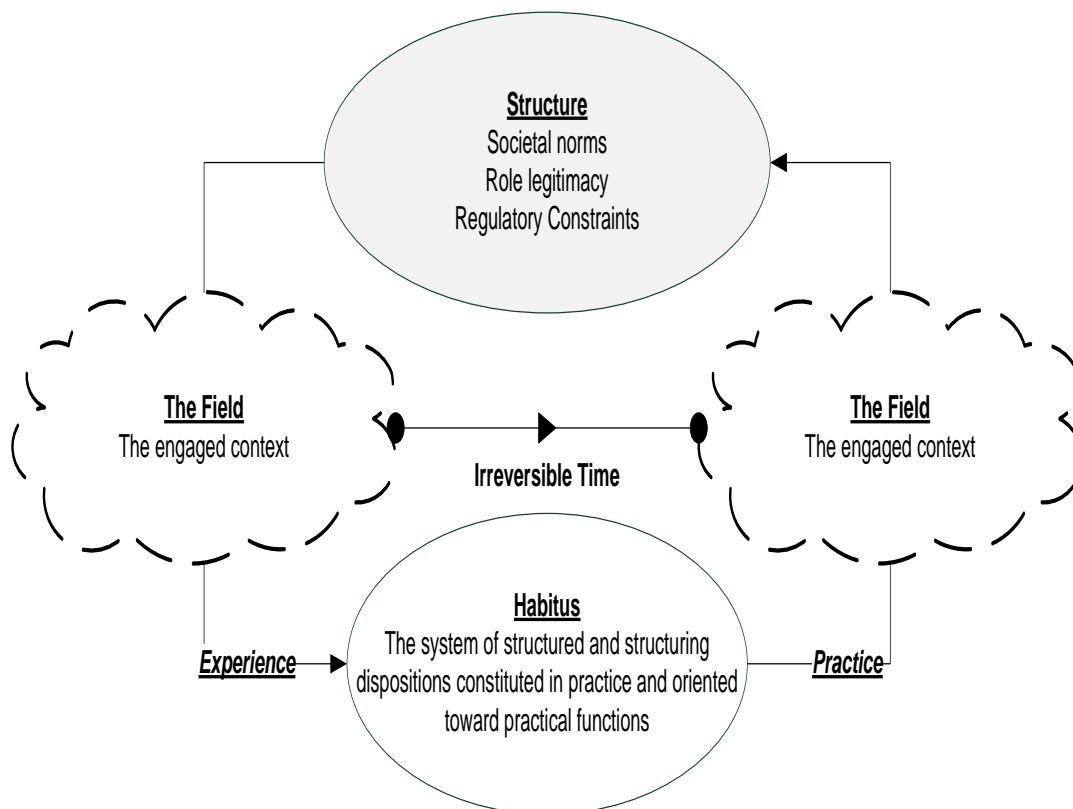 Structure
Societal norms
Role legitimacy
Regulatory Constraints
The Field
The engaged context
The Field
The engaged context
Irreversible Time
Habitus
The system of structured and structuring
dispositions constituted in practice and oriented
toward practical functions
Experience
Practice